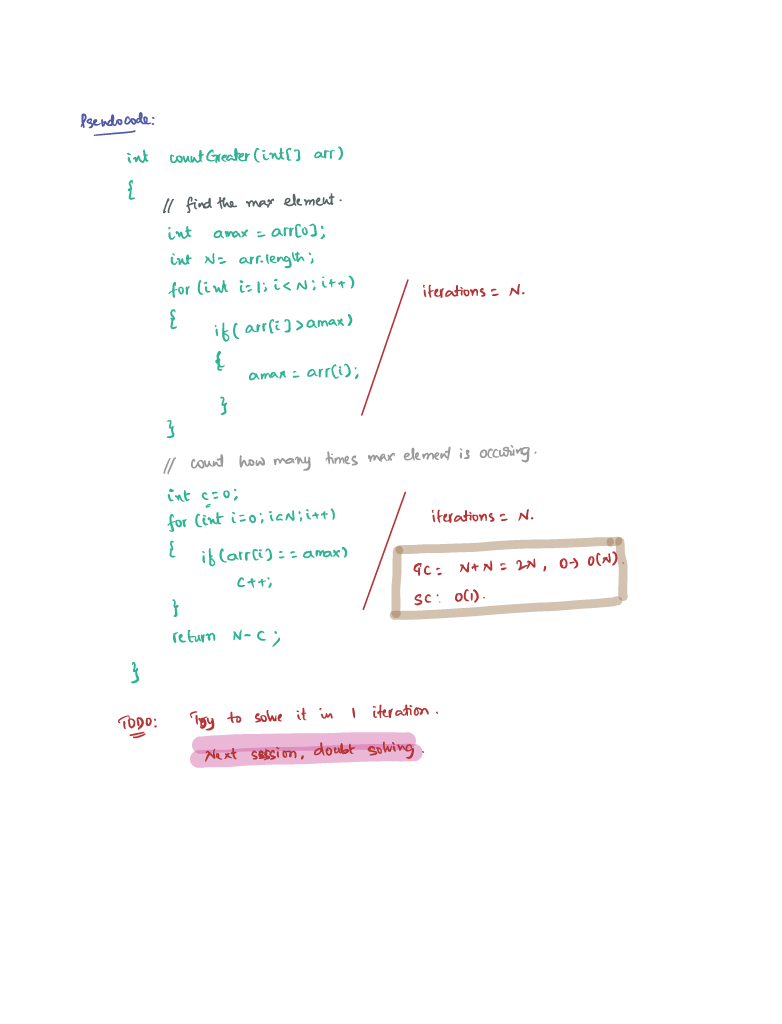 Pseudocode:
int countGreater(int[] arr)
{
// find the max element.
int amax = arr[0];
int N= arr.length;
for (int i=1; i<N; i++)
iterations = N.
{
if( arr[i]>amax)
{
amax = arr(i);
}
}
// count how many times max element is occuring.
int c=0;
for (int i=0; i<N; i++)
iterations = N.
{
if(arr[i]==amax)
c++;
TC: N+N = 2N, O→ O(N).
SC: O(1).
}
return N-C;
}
TODO: Try to solve it in 1 iteration.
Next session, doubt solving.